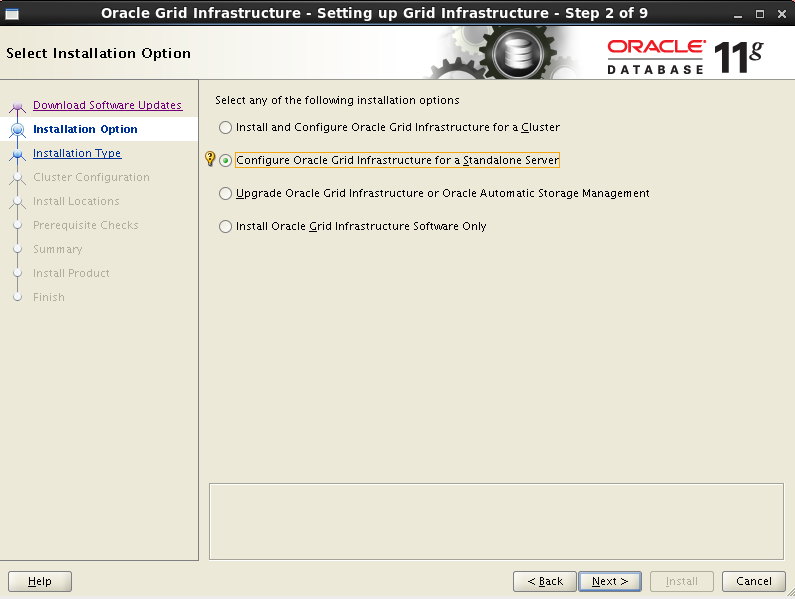 Oracle Grid Infrastructure - Setting up Grid Infrastructure - Step 2 of 9
Select Installation Option
ORACLE®
DATABASE 11g
Download Software Updates
Installation Option
Installation Type
Cluster Configuration
Install Locations
Prerequisite Checks
Summary
Install Product
Finish
Select any of the following installation options
Install and Configure Oracle Grid Infrastructure for a Cluster
Configure Oracle Grid Infrastructure for a Standalone Server
Upgrade Oracle Grid Infrastructure or Oracle Automatic Storage Management
Install Oracle Grid Infrastructure Software Only
Help
< Back
Next >
Install
Cancel